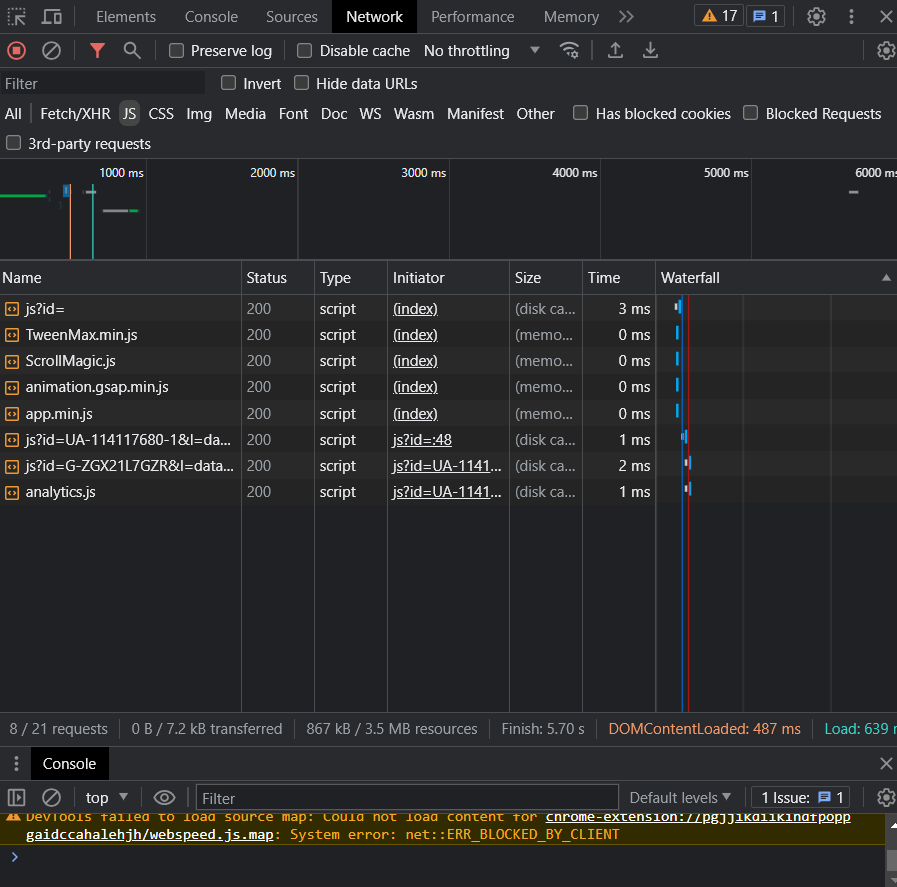 Elements Console Sources Network Performance Memory 17 1
Preserve log Disable cache No throttling
Filter Invert Hide data URLs
All Fetch/XHR JS CSS Img Media Font Doc WS Wasm Manifest Other Has blocked cookies Blocked Requests
3rd-party requests
1000 ms 2000 ms 3000 ms 4000 ms 5000 ms 6000 ms
Name Status Type Initiator Size Time Waterfall
js?id= 200 script (index) (disk ca... 3 ms
TweenMax.min.js 200 script (index) (memo... 0 ms
ScrollMagic.js 200 script (index) (memo... 0 ms
animation.gsap.min.js 200 script (index) (memo... 0 ms
app.min.js 200 script (index) (memo... 0 ms
js?id=UA-114117680-1&l=da... 200 script js?id=:48 (disk ca... 1 ms
js?id=G-ZGX21L7GZR&l=data... 200 script js?id=UA-1141... (disk ca... 2 ms
analytics.js 200 script js?id=UA-1141... (disk ca... 1 ms
8 / 21 requests 0 B / 7.2 kB transferred 867 kB / 3.5 MB resources Finish: 5.70 s DOMContentLoaded: 487 ms Load: 639
Console
top Filter Default levels 1 Issue: 1
DevTools failed to load source map: Could not load content for chrome-extension://pgjjikdiikihdfpopp
gaidccahalehjh/webspeed.js.map: System error: net::ERR_BLOCKED_BY_CLIENT